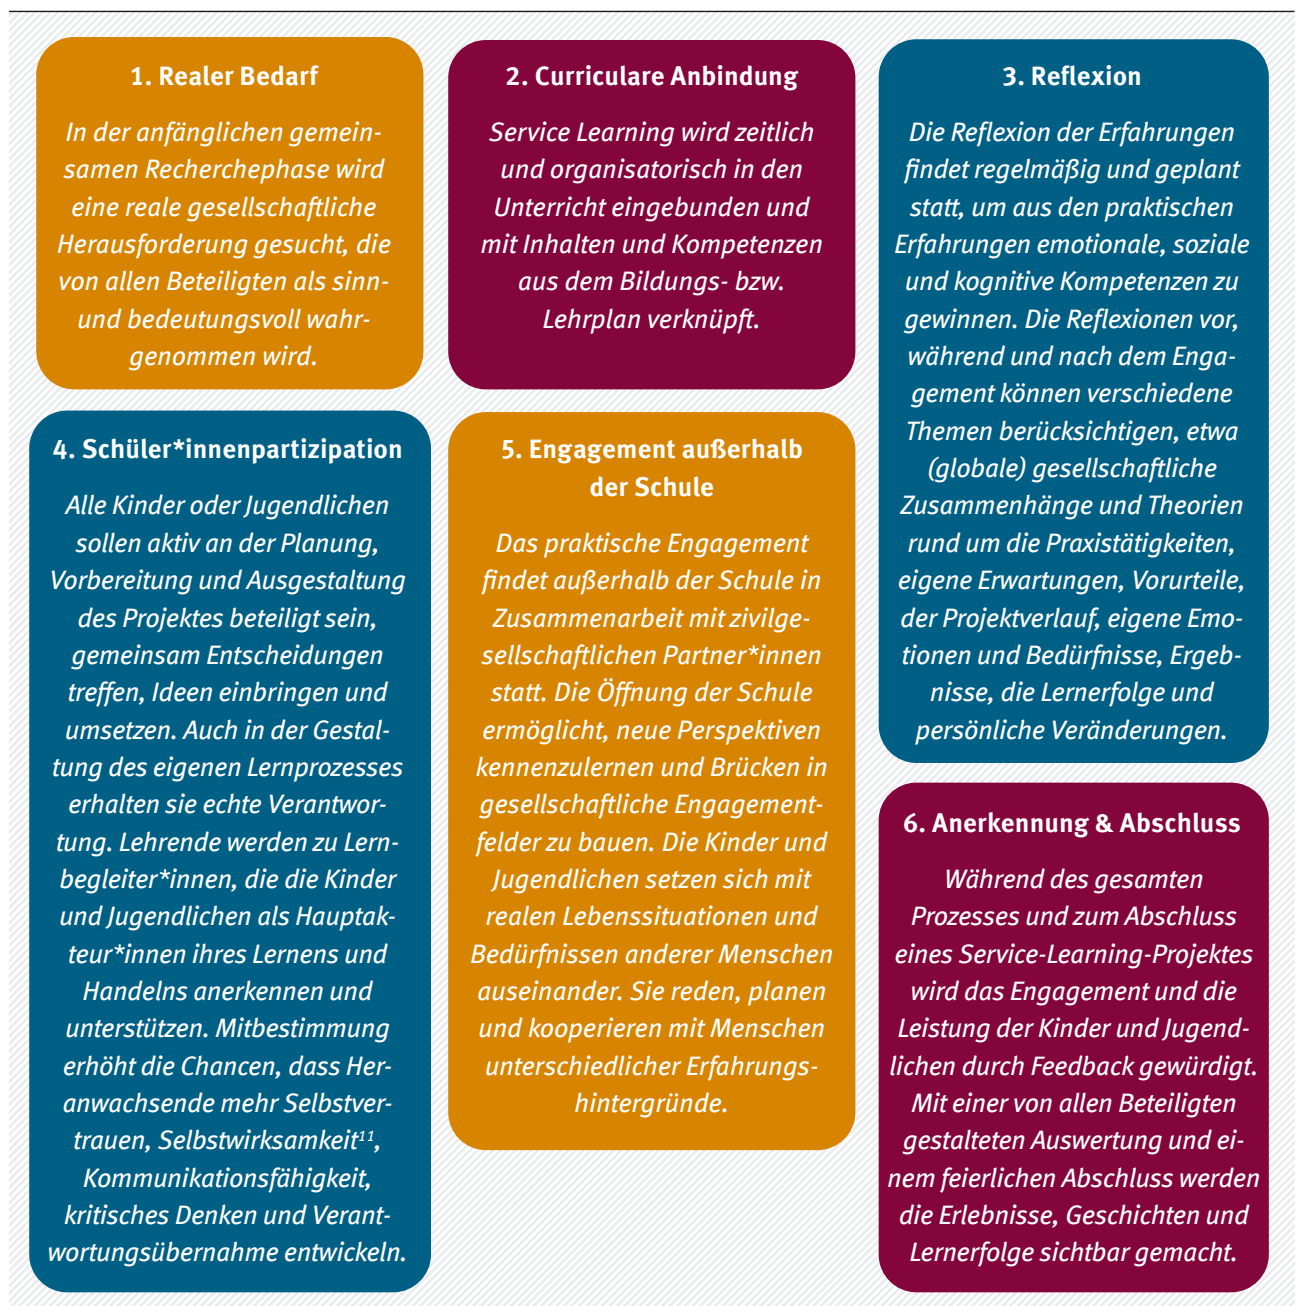 1. Realer Bedarf
In der anfänglichen gemein-
samen Recherchephase wird
eine reale gesellschaftliche
Herausforderung gesucht, die
von allen Beteiligten als sinn-
und bedeutungsvoll wahr-
genommen wird.
2. Curriculare Anbindung
Service Learning wird zeitlich
und organisatorisch in den
Unterricht eingebunden und
mit Inhalten und Kompetenzen
aus dem Bildungs- bzw.
Lehrplan verknüpft.
3. Reflexion
Die Reflexion der Erfahrungen
findet regelmäßig und geplant
statt, um aus den praktischen
Erfahrungen emotionale, soziale
und kognitive Kompetenzen zu
gewinnen. Die Reflexionen vor,
während und nach dem Enga-
gement können verschiedene
Themen berücksichtigen, etwa
(globale) gesellschaftliche
Zusammenhänge und Theorien
rund um die Praxistätigkeiten,
eigene Erwartungen, Vorurteile,
der Projektverlauf, eigene Emo-
tionen und Bedürfnisse, Ergeb-
nisse, die Lernerfolge und
persönliche Veränderungen.
4. Schüler*innenpartizipation
Alle Kinder oder Jugendlichen
sollen aktiv an der Planung,
Vorbereitung und Ausgestaltung
des Projektes beteiligt sein,
gemeinsam Entscheidungen
treffen, Ideen einbringen und
umsetzen. Auch in der Gestal-
tung des eigenen Lernprozesses
erhalten sie echte Verantwor-
tung. Lehrende werden zu Lern-
begleiter*innen, die die Kinder
und Jugendlichen als Hauptak-
teur*innen ihres Lernens und
Handelns anerkennen und
unterstützen. Mitbestimmung
erhöht die Chancen, dass Her-
anwachsende mehr Selbstver-
trauen, Selbstwirksamkeit¹¹,
Kommunikationsfähigkeit,
kritisches Denken und Verant-
wortungsübernahme entwickeln.
5. Engagement außerhalb
der Schule
Das praktische Engagement
findet außerhalb der Schule in
Zusammenarbeit mit zivilge-
sellschaftlichen Partner*innen
statt. Die Öffnung der Schule
ermöglicht, neue Perspektiven
kennenzulernen und Brücken in
gesellschaftliche Engagement-
felder zu bauen. Die Kinder und
Jugendlichen setzen sich mit
realen Lebenssituationen und
Bedürfnissen anderer Menschen
auseinander. Sie reden, planen
und kooperieren mit Menschen
unterschiedlicher Erfahrungs-
hintergründe.
6. Anerkennung & Abschluss
Während des gesamten
Prozesses und zum Abschluss
eines Service-Learning-Projektes
wird das Engagement und die
Leistung der Kinder und Jugend-
lichen durch Feedback gewürdigt.
Mit einer von allen Beteiligten
gestalteten Auswertung und ei-
nem feierlichen Abschluss werden
die Erlebnisse, Geschichten und
Lernerfolge sichtbar gemacht.